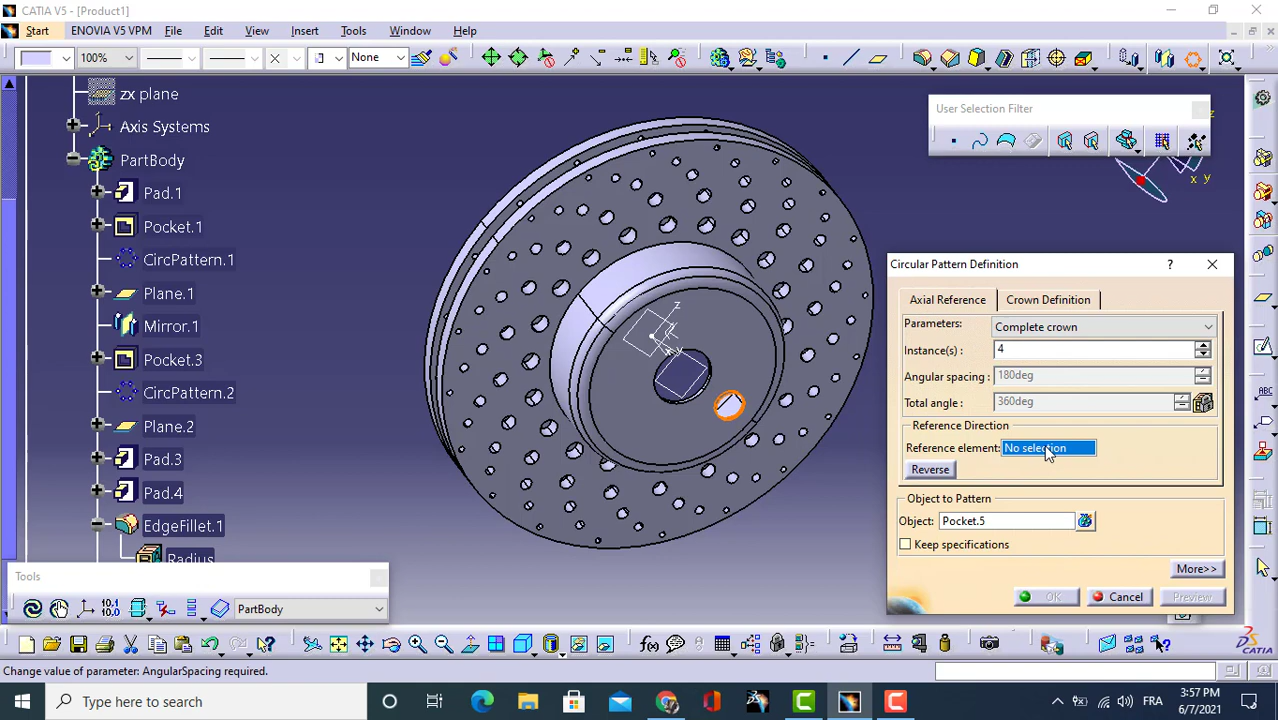 CATIA V5 - [Product1]
Start ENOVIA V5 VPM File Edit View Insert Tools Window Help
100% None
zx plane
Axis Systems
PartBody
Pad.1
Pocket.1
CircPattern.1
Plane.1
Mirror.1
Pocket.3
CircPattern.2
Plane.2
Pad.3
Pad.4
EdgeFillet.1
Radius
User Selection Filter
z
x y
z
x y
Circular Pattern Definition ?
Axial Reference Crown Definition
Parameters: Complete crown
Instance(s) : 4
Angular spacing : 180deg
Total angle : 360deg
Reference Direction
Reference element: No selection
Reverse
Object to Pattern
Object: Pocket.5
Keep specifications
More>>
OK Cancel Preview
Tools
10:1
10.0
PartBody
f(x)
CATIA
Change value of parameter: AngularSpacing required.
Type here to search
FRA
3:57 PM
6/7/2021